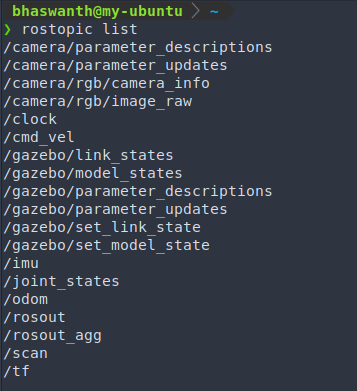 bhaswanth@my-ubuntu ~
❯ rostopic list
/camera/parameter_descriptions
/camera/parameter_updates
/camera/rgb/camera_info
/camera/rgb/image_raw
/clock
/cmd_vel
/gazebo/link_states
/gazebo/model_states
/gazebo/parameter_descriptions
/gazebo/parameter_updates
/gazebo/set_link_state
/gazebo/set_model_state
/imu
/joint_states
/odom
/rosout
/rosout_agg
/scan
/tf